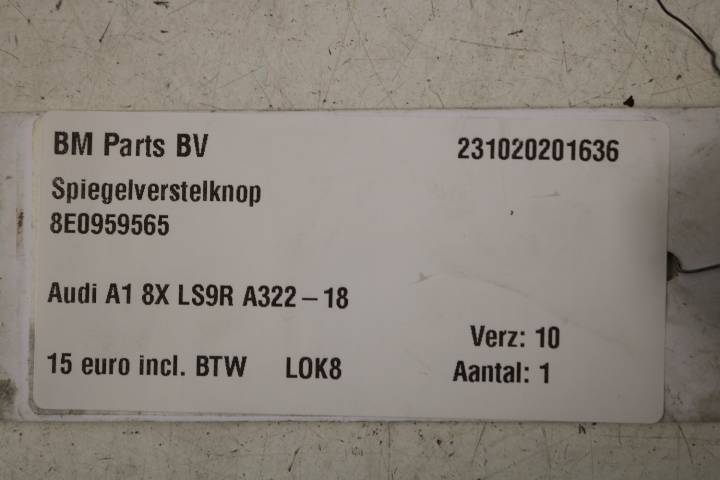 BM Parts BV 231020201636
Spiegelverstelknop
8E0959565
Audi A1 8X LS9R A322-18
Verz: 10
15 euro incl. BTW LOK8 Aantal: 1